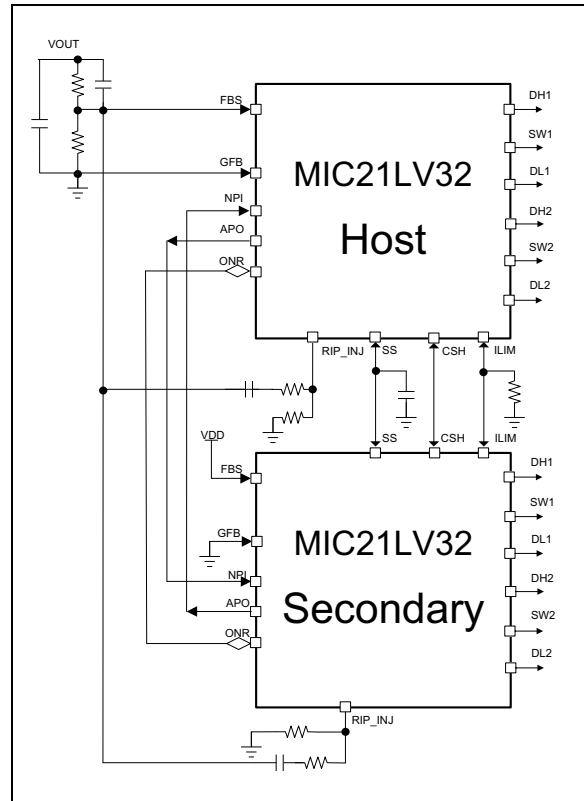 VOUT
FBS
GFB
NPI
APO
ONR
MIC21LV32
Host
DH1
SW1
DL1
DH2
SW2
DL2
RIP_INJ
SS
CSH
ILIM
VDD
SS
CSH
ILIM
FBS
GFB
NPI
APO
ONR
MIC21LV32
Secondary
DH1
SW1
DL1
DH2
SW2
DL2
RIP_INJ